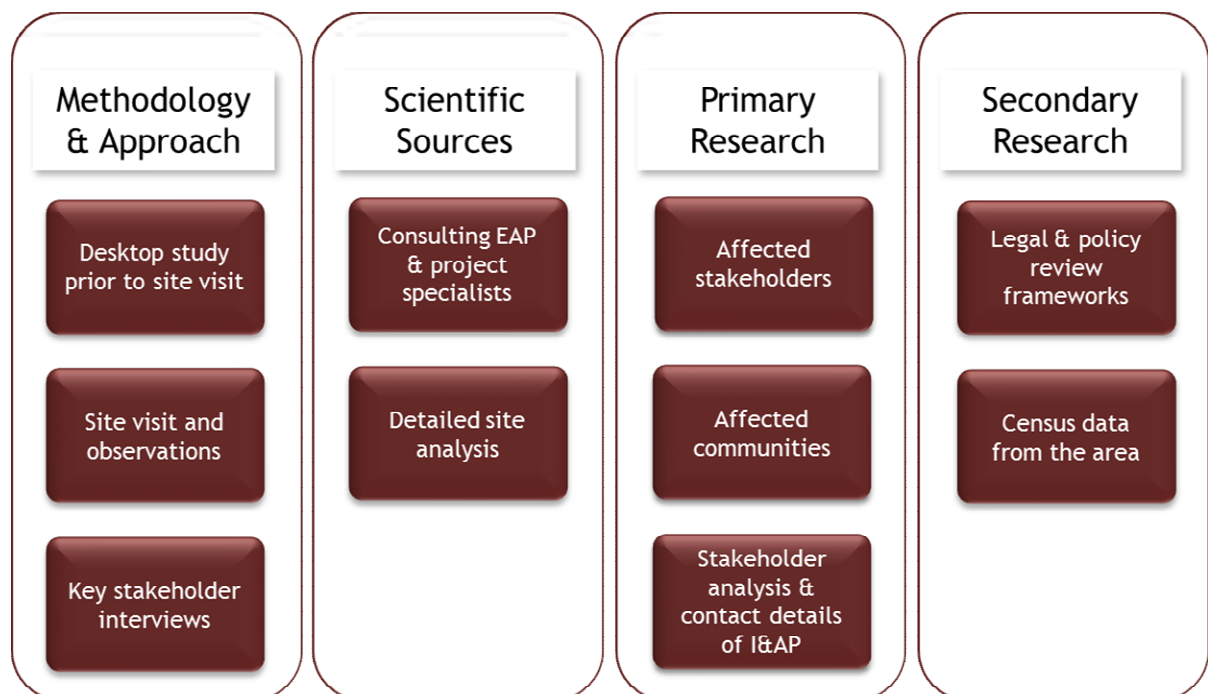 Methodology
& Approach
Desktop study
prior to site visit
Site visit and
observations
Key stakeholder
interviews
Scientific
Sources
Consulting EAP
& project
specialists
Detailed site
analysis
Primary
Research
Affected
stakeholders
Affected
communities
Stakeholder
analysis &
contact details
of I&AP
Secondary
Research
Legal & policy
review
frameworks
Census data
from the area